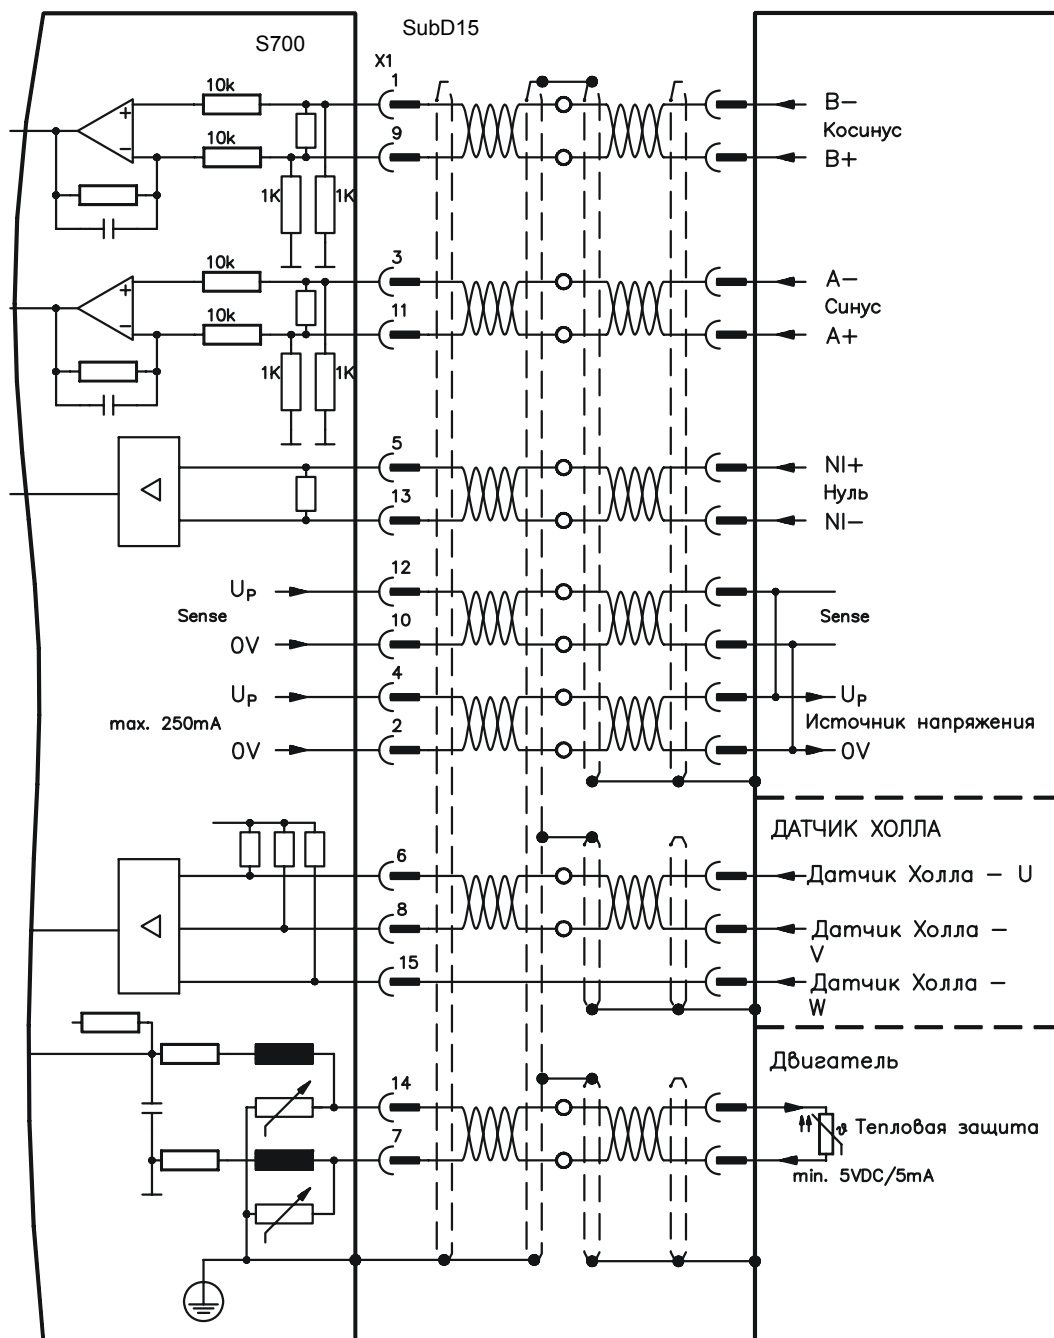 S700
SubD15
X1
10k
1
B-
10k
9
Косинус
B+
1K
1K
10k
3
A-
10k
11
Синус
A+
1K
1K
5
NI+
13
Нуль
NI-
UP
12
Sense
Sense
0V
10
UP
4
UP
max. 250mA
Источник напряжения
0V
2
0V
ДАТЧИК ХОЛЛА
6
Датчик Холла - U
8
Датчик Холла -
V
15
Датчик Холла -
W
Двигатель
14
ϑ Тепловая защита
7
min. 5VDC/5mA